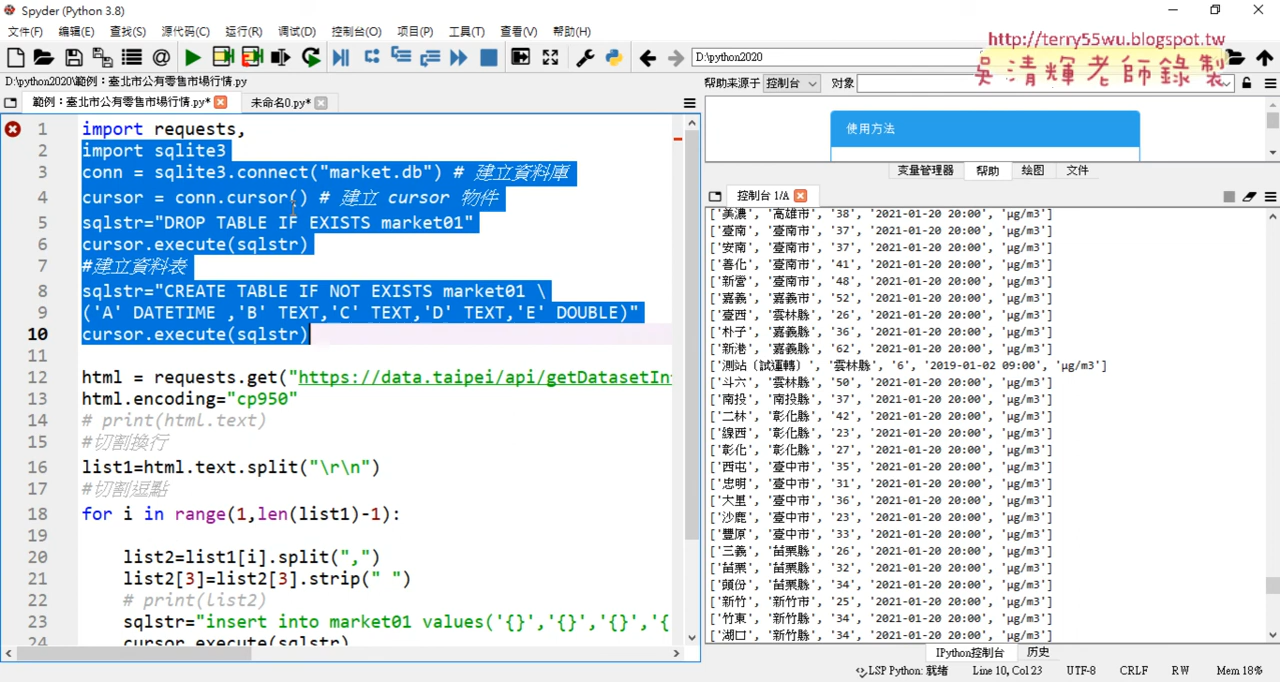 Spyder (Python 3.8)
文件(F) 编辑(E) 查找(S) 源代码(C) 运行(R) 调试(D) 控制台(O) 项目(P) 工具(T) 查看(V) 帮助(H)
http://terry55wu.blogspot.tw
吳清輝老師錄製
D:\python2020
D:\python2020\範例：臺北市公有零售市場行情.py
帮助来源于 控制台 对象
範例：臺北市公有零售市場行情.py* 未命名0.py*
使用方法
变量管理器 帮助 绘图 文件
控制台 1/A
1 import requests,
2 import sqlite3
3 conn = sqlite3.connect("market.db") # 建立資料庫
4 cursor = conn.cursor() # 建立 cursor 物件
5 sqlstr="DROP TABLE IF EXISTS market01"
6 cursor.execute(sqlstr)
7 #建立資料表
8 sqlstr="CREATE TABLE IF NOT EXISTS market01 \
9 ('A' DATETIME ,'B' TEXT,'C' TEXT,'D' TEXT,'E' DOUBLE)"
10 cursor.execute(sqlstr)
11
12 html = requests.get("https://data.taipei/api/getDatasetIn
13 html.encoding="cp950"
14 # print(html.text)
15 #切割換行
16 list1=html.text.split("\r\n")
17 #切割逗點
18 for i in range(1,len(list1)-1):
19
20 list2=list1[i].split(",")
21 list2[3]=list2[3].strip(" ")
22 # print(list2)
23 sqlstr="insert into market01 values('{}','{}','{}','{
24 cursor.execute(sqlstr)
['美濃', '高雄市', '38', '2021-01-20 20:00', 'μg/m3']
['臺南', '臺南市', '37', '2021-01-20 20:00', 'μg/m3']
['安南', '臺南市', '37', '2021-01-20 20:00', 'μg/m3']
['善化', '臺南市', '41', '2021-01-20 20:00', 'μg/m3']
['新營', '臺南市', '48', '2021-01-20 20:00', 'μg/m3']
['嘉義', '嘉義市', '52', '2021-01-20 20:00', 'μg/m3']
['臺西', '雲林縣', '26', '2021-01-20 20:00', 'μg/m3']
['朴子', '嘉義縣', '36', '2021-01-20 20:00', 'μg/m3']
['新港', '嘉義縣', '62', '2021-01-20 20:00', 'μg/m3']
['測站（試運轉）', '雲林縣', '6', '2019-01-02 09:00', 'μg/m3']
['斗六', '雲林縣', '50', '2021-01-20 20:00', 'μg/m3']
['南投', '南投縣', '37', '2021-01-20 20:00', 'μg/m3']
['二林', '彰化縣', '42', '2021-01-20 20:00', 'μg/m3']
['線西', '彰化縣', '23', '2021-01-20 20:00', 'μg/m3']
['彰化', '彰化縣', '27', '2021-01-20 20:00', 'μg/m3']
['西屯', '臺中市', '35', '2021-01-20 20:00', 'μg/m3']
['忠明', '臺中市', '31', '2021-01-20 20:00', 'μg/m3']
['大里', '臺中市', '36', '2021-01-20 20:00', 'μg/m3']
['沙鹿', '臺中市', '23', '2021-01-20 20:00', 'μg/m3']
['豐原', '臺中市', '33', '2021-01-20 20:00', 'μg/m3']
['三義', '苗栗縣', '26', '2021-01-20 20:00', 'μg/m3']
['苗栗', '苗栗縣', '32', '2021-01-20 20:00', 'μg/m3']
['頭份', '苗栗縣', '34', '2021-01-20 20:00', 'μg/m3']
['新竹', '新竹市', '25', '2021-01-20 20:00', 'μg/m3']
['竹東', '新竹縣', '34', '2021-01-20 20:00', 'μg/m3']
['湖口', '新竹縣', '34', '2021-01-20 20:00', 'μg/m3']
IPython控制台 历史
LSP Python: 就绪 Line 10, Col 23 UTF-8 CRLF RW Mem 18%